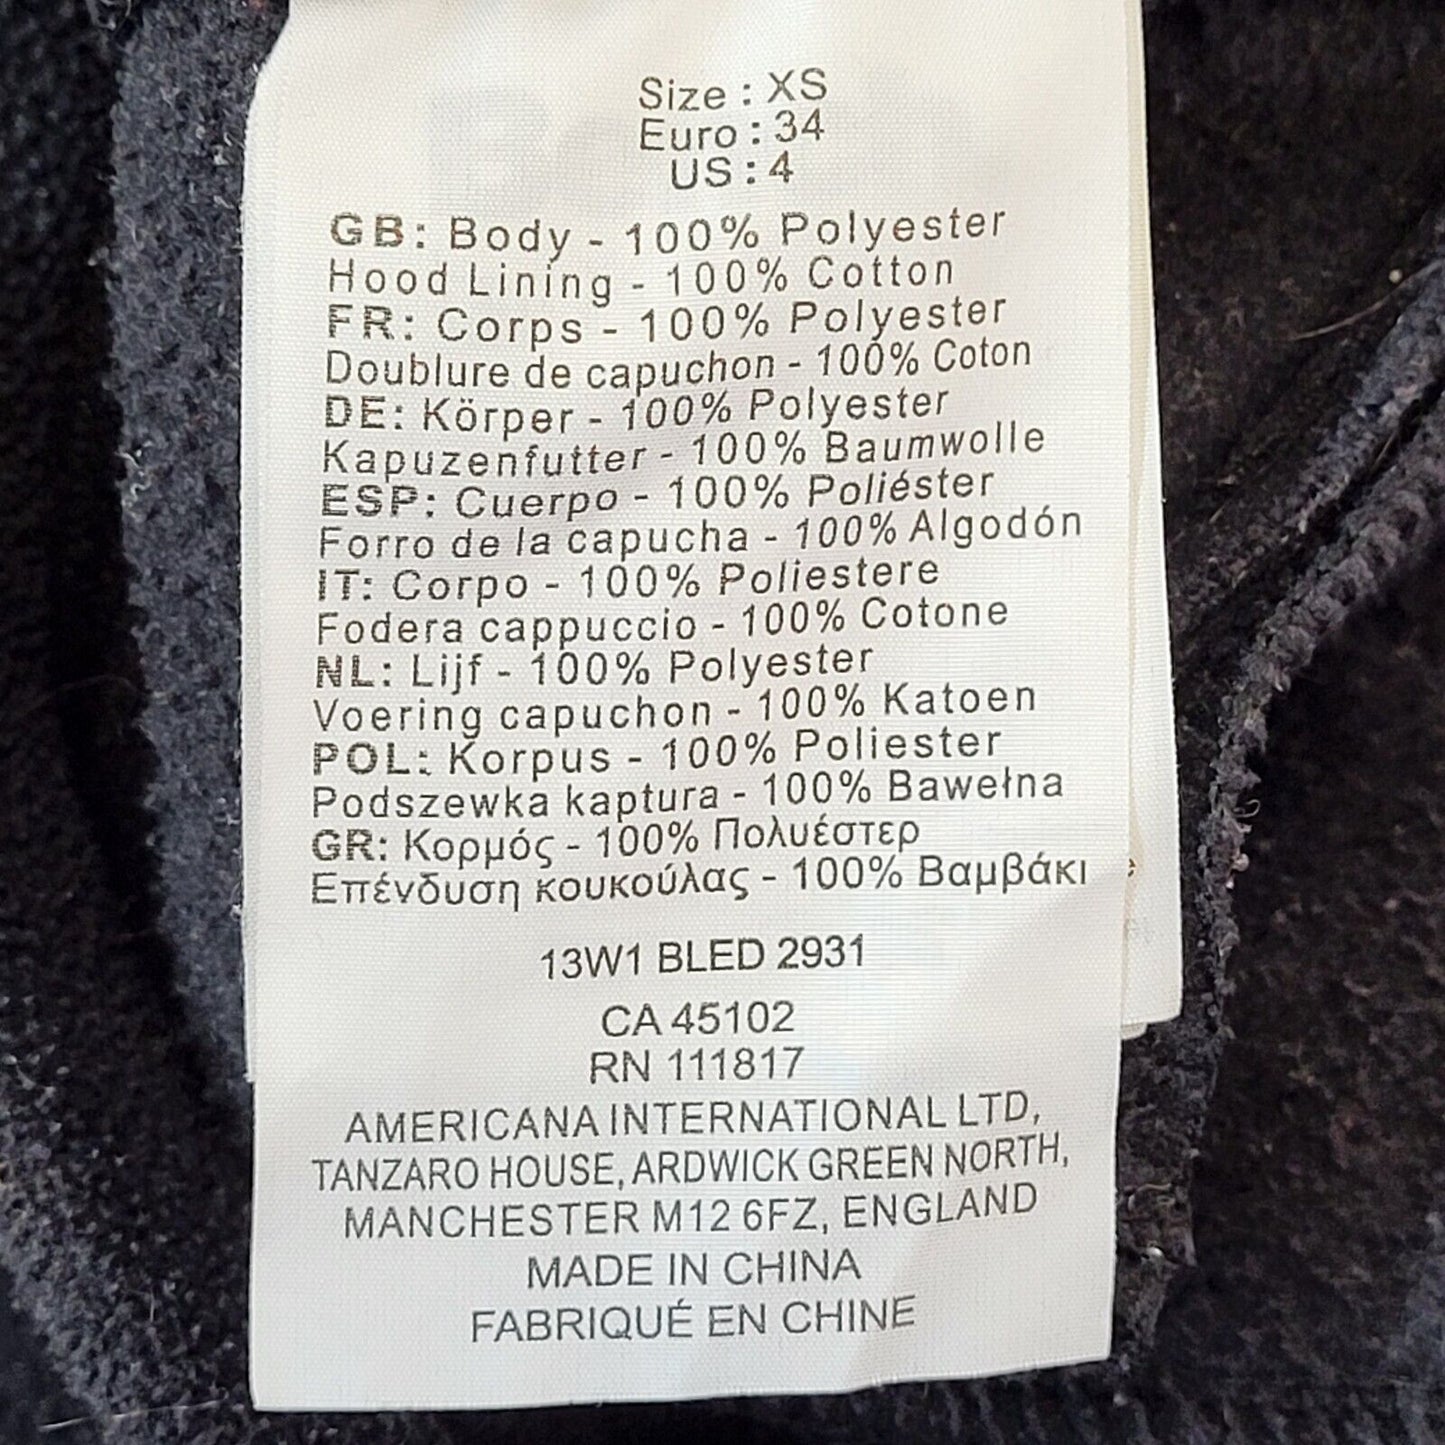 Size : XS
Euro : 34
US : 4
GB: Body - 100% Polyester
Hood Lining - 100% Cotton
FR: Corps - 100% Polyester
Doublure de capuchon - 100% Coton
DE: Körper - 100% Polyester
Kapuzenfutter - 100% Baumwolle
ESP: Cuerpo - 100% Poliéster
Forro de la capucha - 100% Algodón
IT: Corpo - 100% Poliestere
Fodera cappuccio - 100% Cotone
NL: Lijf - 100% Polyester
Voering capuchon - 100% Katoen
POL: Korpus - 100% Poliester
Podszewka kaptura - 100% Bawełna
GR: Κορμός - 100% Πολυέστερ
Επένδυση κουκούλας - 100% Βαμβάκι
13W1 BLED 2931
CA 45102
RN 111817
AMERICANA INTERNATIONAL LTD,
TANZARO HOUSE, ARDWICK GREEN NORTH,
MANCHESTER M12 6FZ, ENGLAND
MADE IN CHINA
FABRIQUÉ EN CHINE